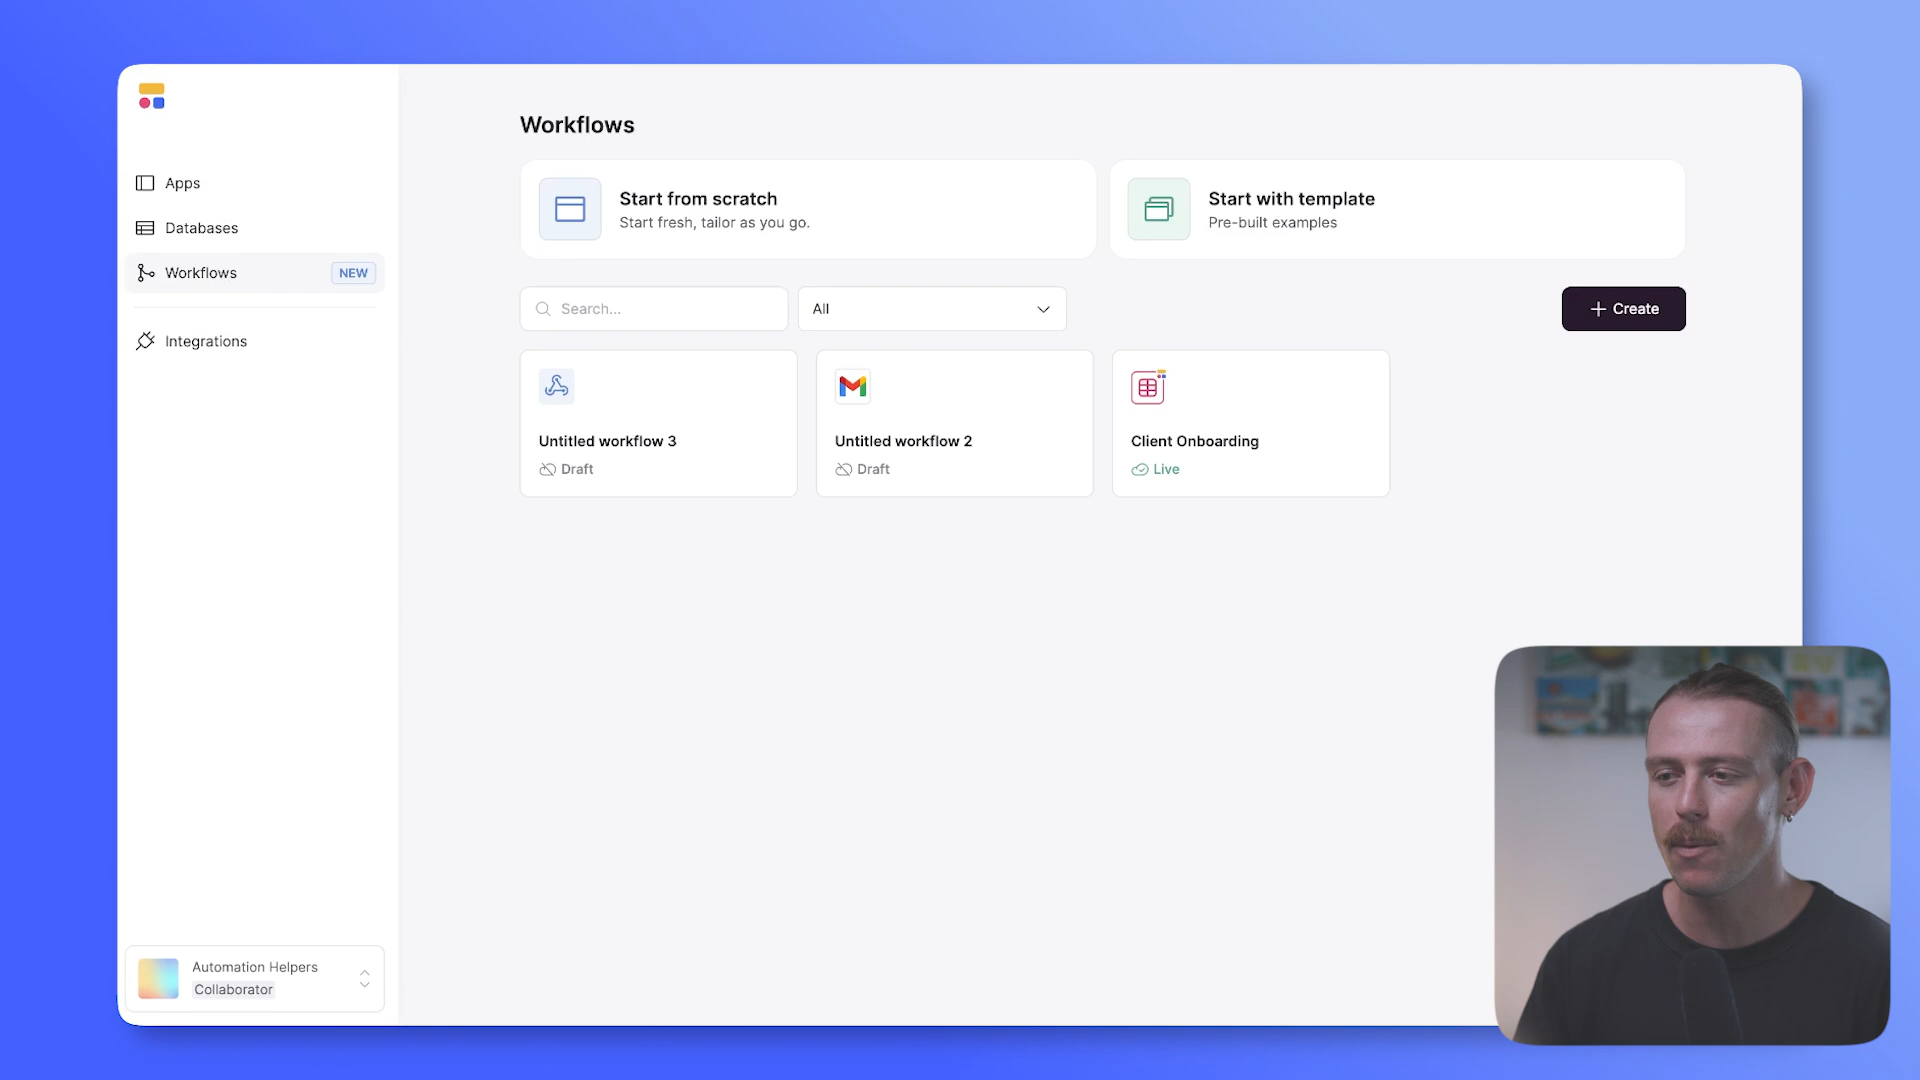 Apps
Databases
Workflows NEW
Integrations
Automation Helpers
Collaborator
Workflows
Start from scratch
Start fresh, tailor as you go.
Start with template
Pre-built examples
Search...
All
Create
Untitled workflow 3
Draft
Untitled workflow 2
Draft
Client Onboarding
Live